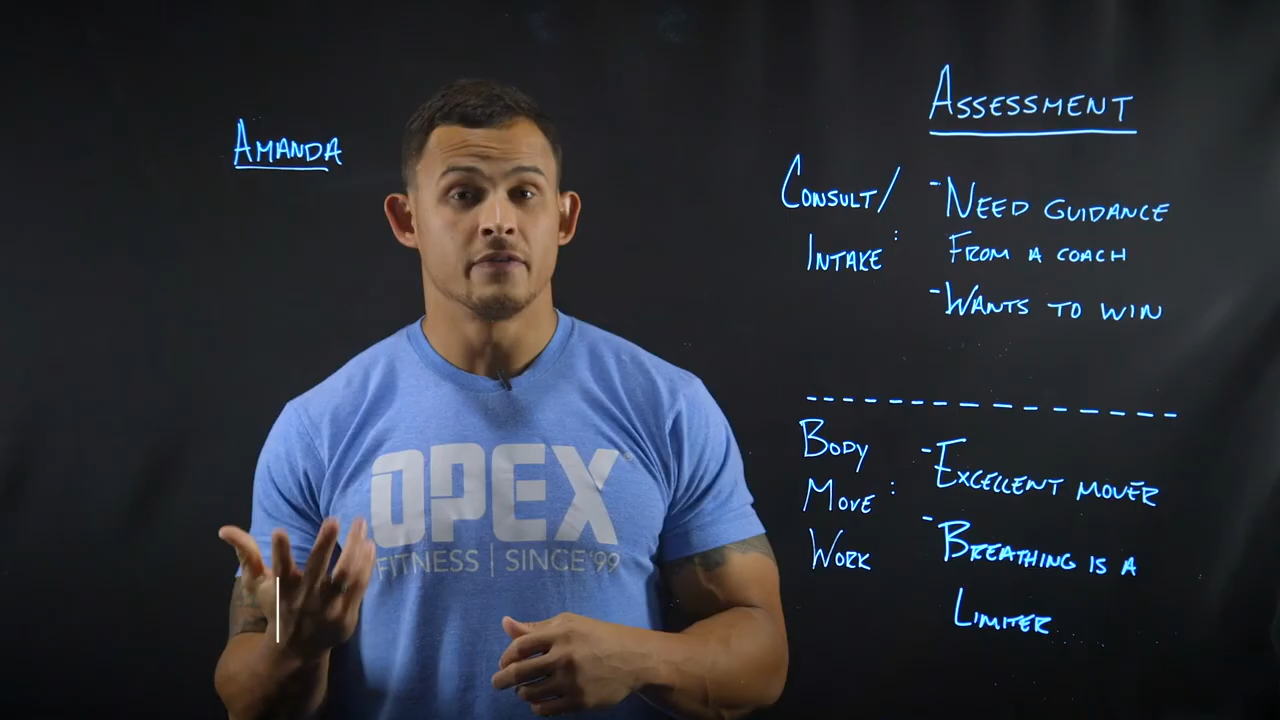 AMANDA
ASSESSMENT
CONSULT/
INTAKE :
- NEED GUIDANCE
FROM A COACH
- WANTS TO WIN
BODY
MOVE :
WORK
- EXCELLENT MOVER
- BREATHING IS A
LIMITER
OPEX®
FITNESS | SINCE '99